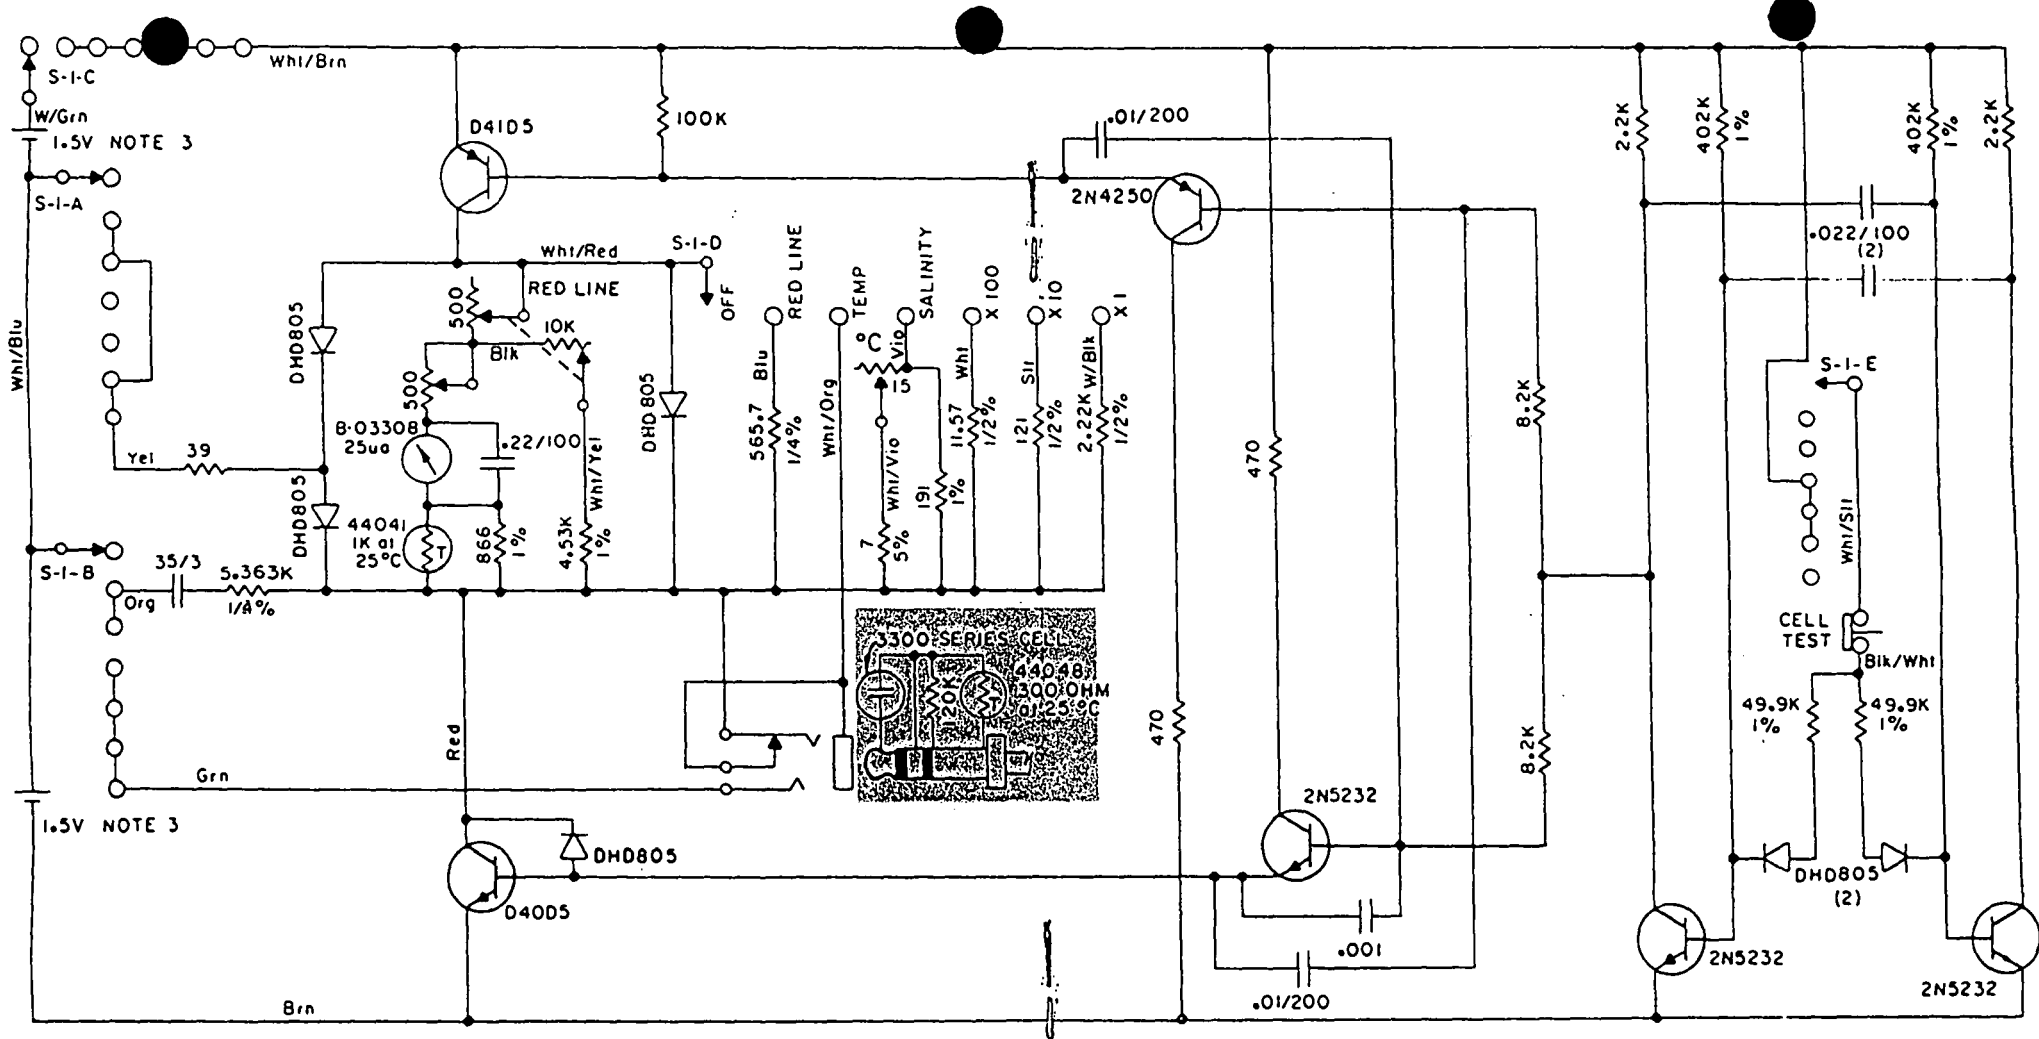 S-1-C
Wht/Brn
W/Grn
1.5V NOTE 3
S-1-A
D41D5
100K
.01/200
2N4250
2.2K
402K
1%
402K
1%
2.2K
.022/100
(2)
Wht/Blu
Wht/Red
S-1-D
OFF
RED LINE
500
10K
Blk
DHD805
500
B-03308
25ua
.22/100
Wht/Yel
DHD805
Yel
39
DHD805
44041
1K at
25°C
T
866
1%
4.53K
1%
RED LINE
Blu
565.7
1/4%
TEMP
Wht/Org
SALINITY
°C
Vio
15
Wht/Vio
7
5%
191
1%
X 100
Wht
11.57
1/2%
X 10
Slt
121
1/2%
X 1
W/Blk
2.22K
1/2%
S-1-B
35/3
Org
5.363K
1/A%
470
8.2K
S-1-E
Wht/Slt
CELL
TEST
Blk/Wht
49.9K
1%
49.9K
1%
3300 SERIES CELL
120K
T
44048
300 OHM
at 25 °C
Red
Grn
470
8.2K
2N5232
1.5V NOTE 3
DHD805
D40D5
DHD805
(2)
.001
.01/200
2N5232
2N5232
Brn